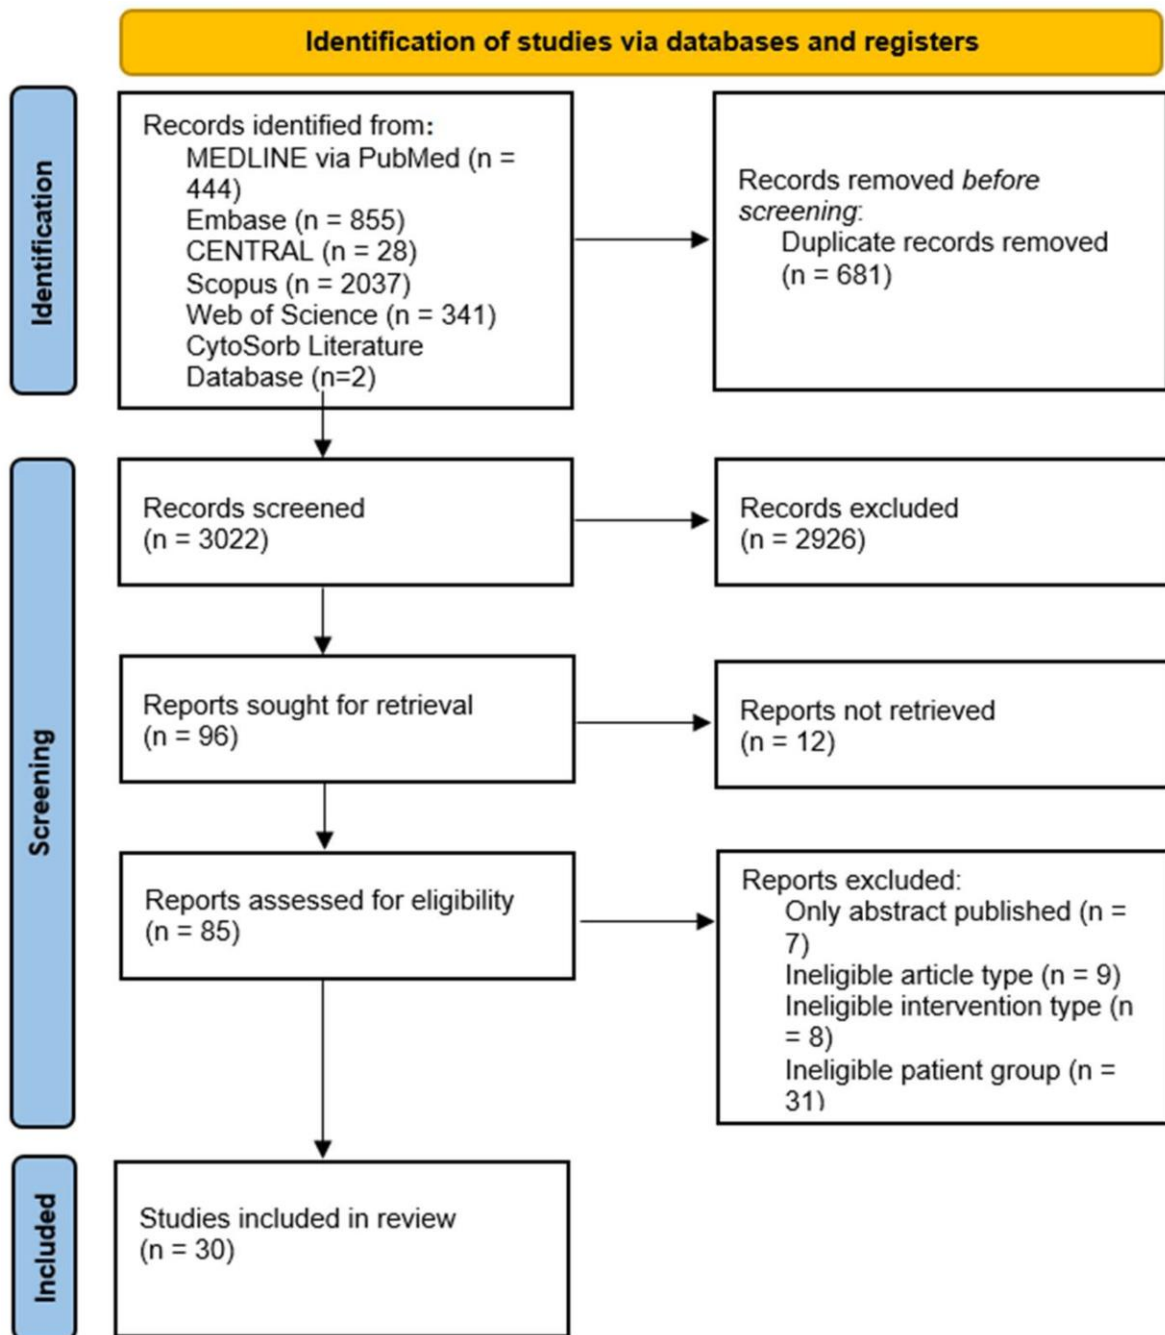 Identification of studies via databases and registers
Identification
Records identified from:
MEDLINE via PubMed (n =
444)
Embase (n = 855)
CENTRAL (n = 28)
Scopus (n = 2037)
Web of Science (n = 341)
CytoSorb Literature
Database (n=2)
Records removed before
screening:
Duplicate records removed
(n = 681)
Screening
Records screened
(n = 3022)
Records excluded
(n = 2926)
Reports sought for retrieval
(n = 96)
Reports not retrieved
(n = 12)
Reports assessed for eligibility
(n = 85)
Reports excluded:
Only abstract published (n =
7)
Ineligible article type (n = 9)
Ineligible intervention type (n
= 8)
Ineligible patient group (n =
31)
Included
Studies included in review
(n = 30)